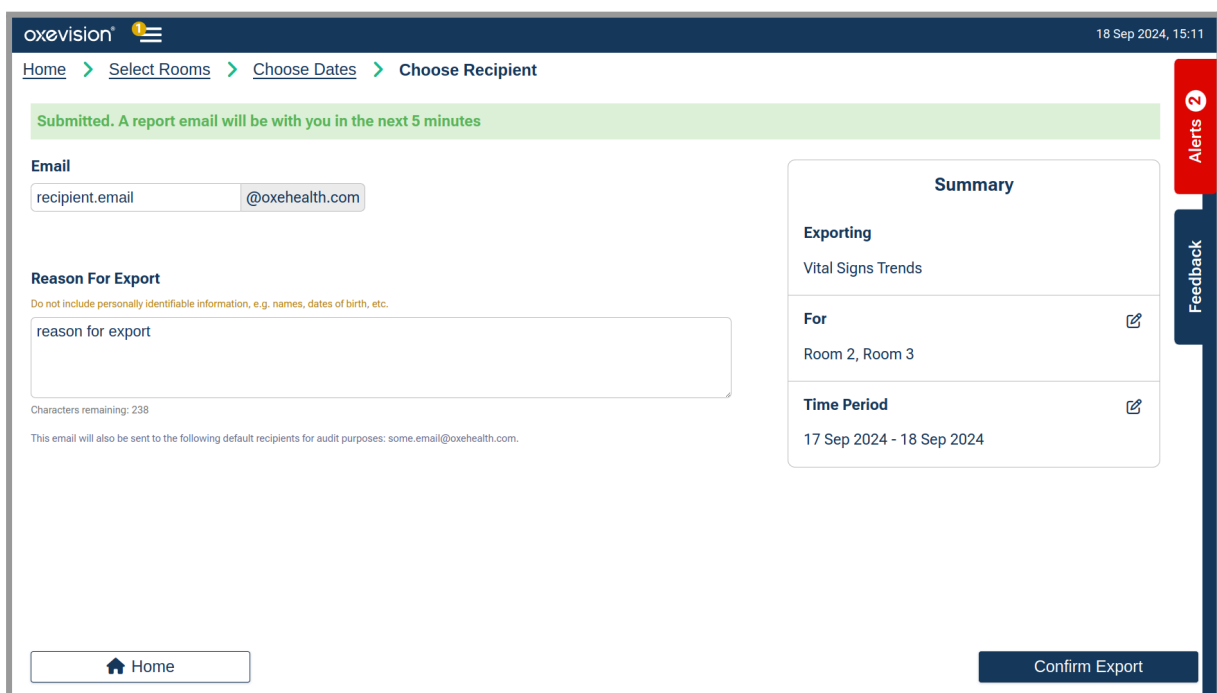 oxevision® 1 18 Sep 2024, 15:11
Home > Select Rooms > Choose Dates > Choose Recipient
Submitted. A report email will be with you in the next 5 minutes
Email
recipient.email @oxehealth.com
Reason For Export
Do not include personally identifiable information, e.g. names, dates of birth, etc.
reason for export
Characters remaining: 238
This email will also be sent to the following default recipients for audit purposes: some.email@oxehealth.com.
Summary
Exporting
Vital Signs Trends
For
Room 2, Room 3
Time Period
17 Sep 2024 - 18 Sep 2024
Alerts 2
Feedback
Home
Confirm Export